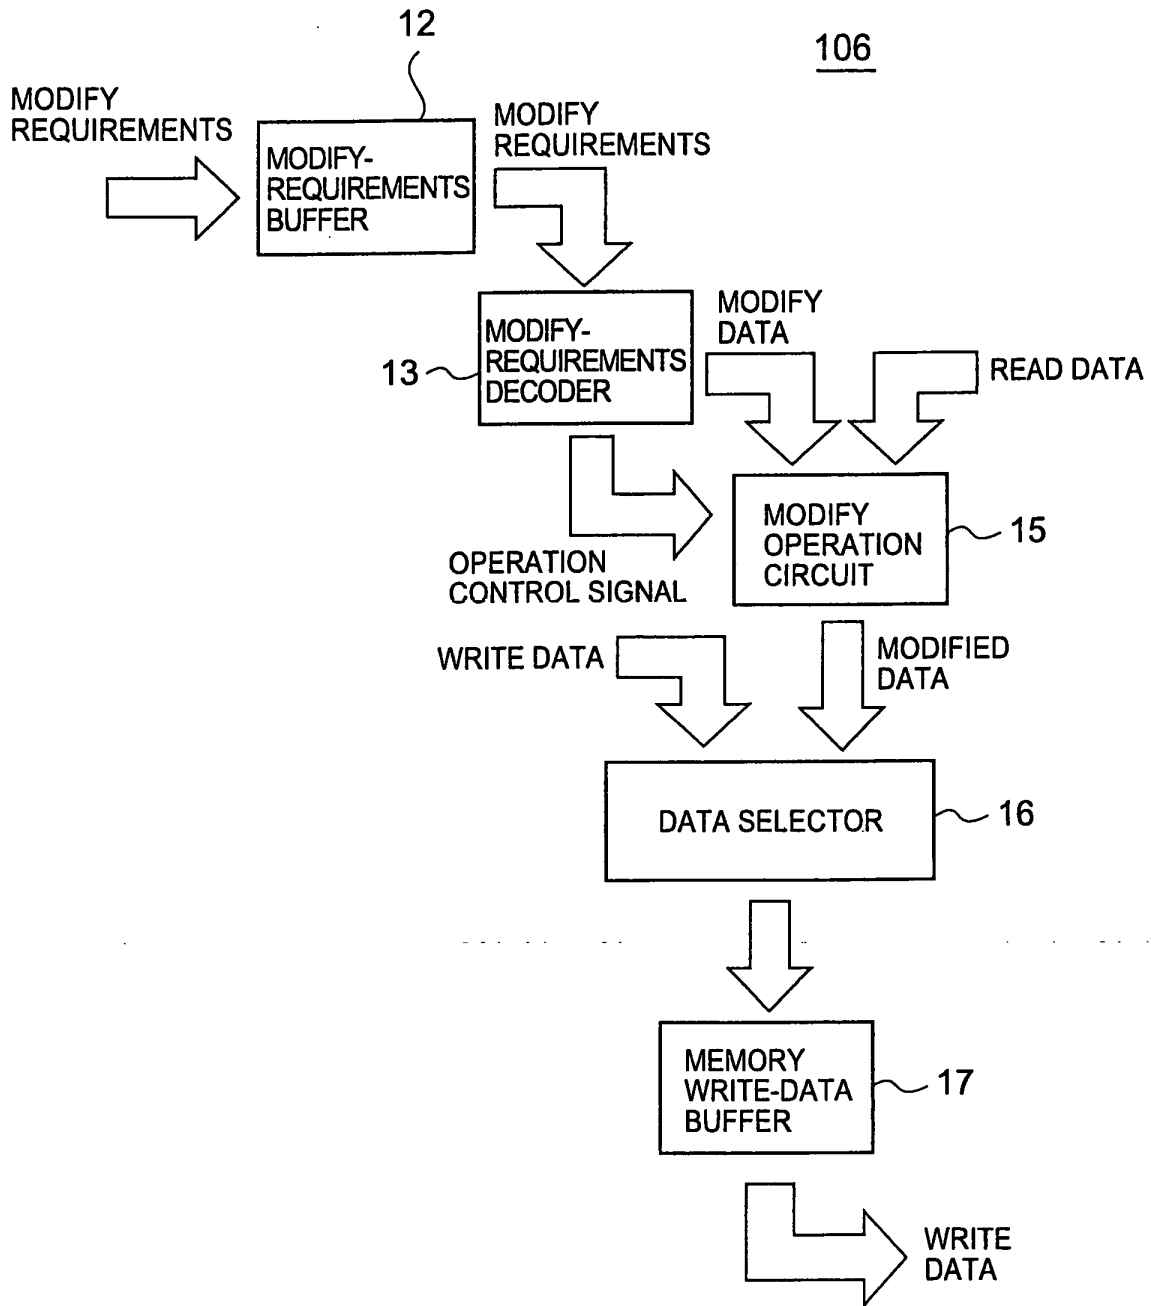 12
106
MODIFY
REQUIREMENTS
MODIFY
REQUIREMENTS
MODIFY-
REQUIREMENTS
BUFFER
MODIFY
DATA
13
MODIFY-
REQUIREMENTS
DECODER
READ DATA
MODIFY
OPERATION
CIRCUIT
15
OPERATION
CONTROL SIGNAL
WRITE DATA
MODIFIED
DATA
DATA SELECTOR
16
MEMORY
WRITE-DATA
BUFFER
17
WRITE
DATA